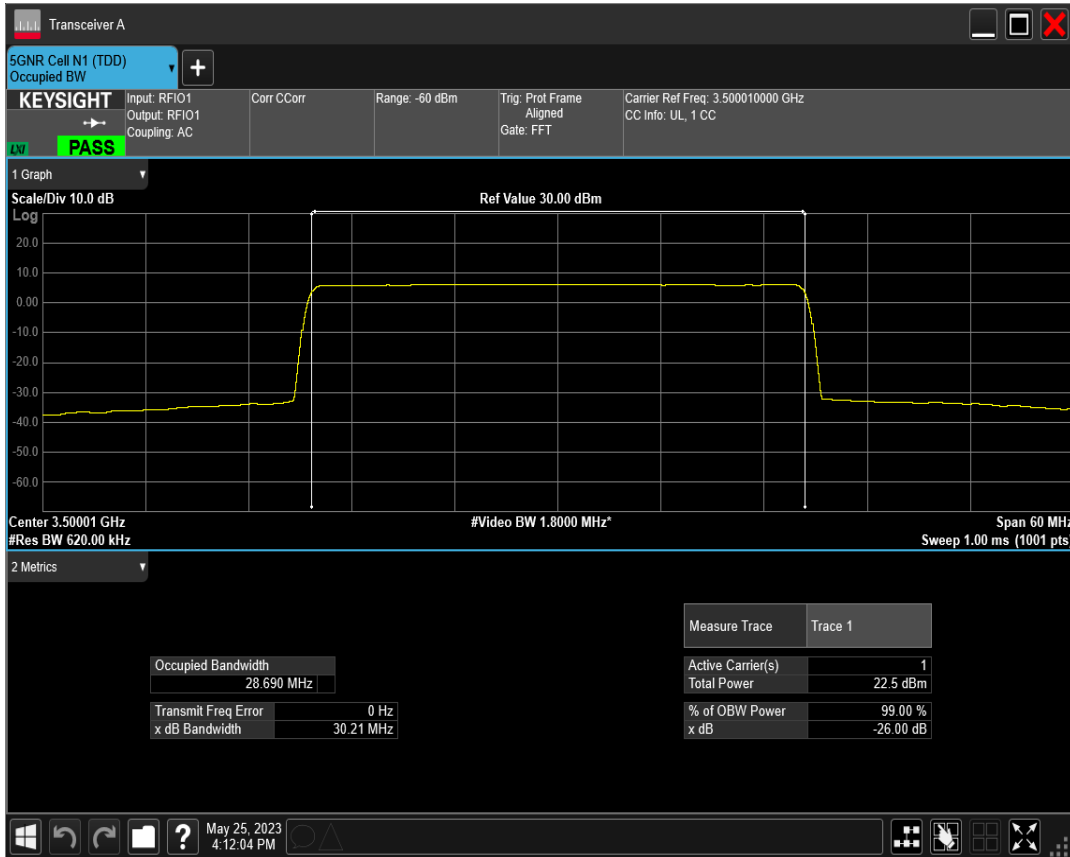 Transceiver A
5GNR Cell N1 (TDD)
Occupied BW
+
KEYSIGHT
LXI
PASS
Input: RFIO1
Output: RFIO1
Coupling: AC
Corr CCorr
Range: -60 dBm
Trig: Prot Frame
Aligned
Gate: FFT
Carrier Ref Freq: 3.500010000 GHz
CC Info: UL, 1 CC
1 Graph
Scale/Div 10.0 dB
Ref Value 30.00 dBm
Log
20.0
10.0
0.00
-10.0
-20.0
-30.0
-40.0
-50.0
-60.0
Center 3.50001 GHz
#Video BW 1.8000 MHz*
Span 60 MHz
#Res BW 620.00 kHz
Sweep 1.00 ms (1001 pts)
2 Metrics
Measure Trace Trace 1
Occupied Bandwidth
28.690 MHz
Active Carrier(s) 1
Total Power 22.5 dBm
Transmit Freq Error 0 Hz
x dB Bandwidth 30.21 MHz
% of OBW Power 99.00 %
x dB -26.00 dB
?
May 25, 2023
4:12:04 PM